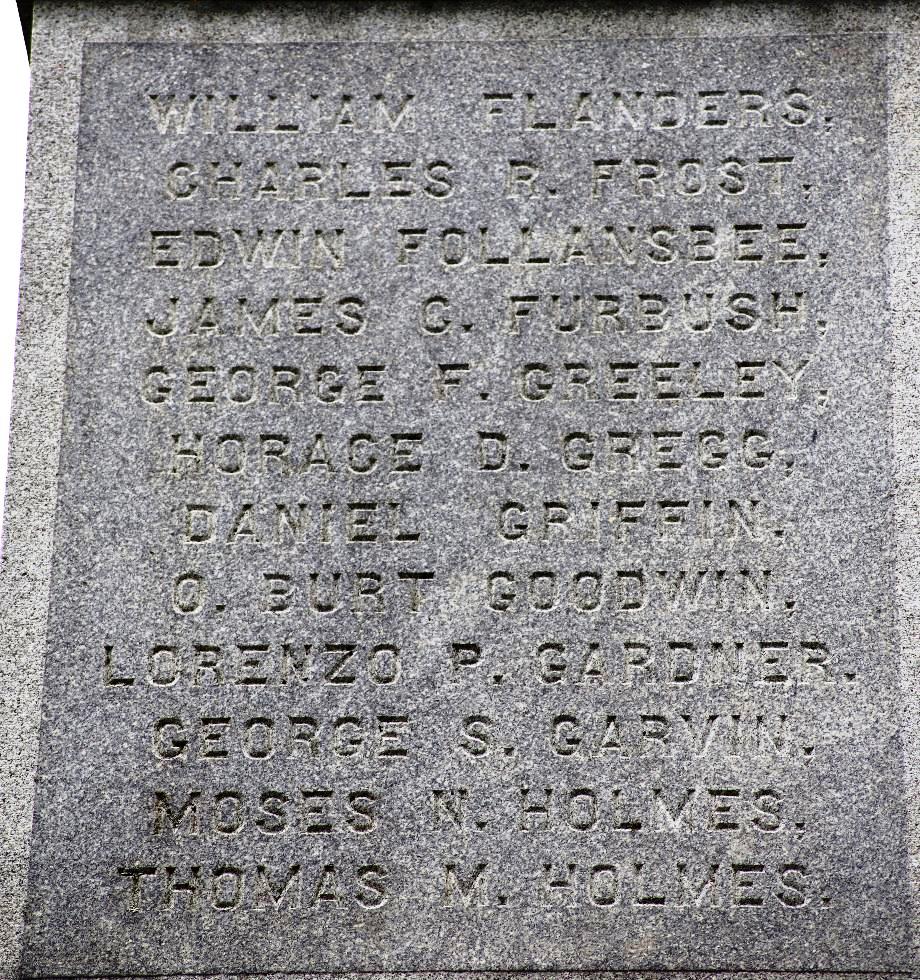 WILLIAM FLANDERS,
CHARLES R. FROST.
EDWIN FOLLANSBEE,
JAMES C. FURBUSH,
GEORGE F. GREELEY,
HORACE D. GREGG,
DANIEL GRIFFIN.
O. BURT GOODWIN,
LORENZO P. GARDNER.
GEORGE S. GARVIN,
MOSES N. HOLMES,
THOMAS M. HOLMES.